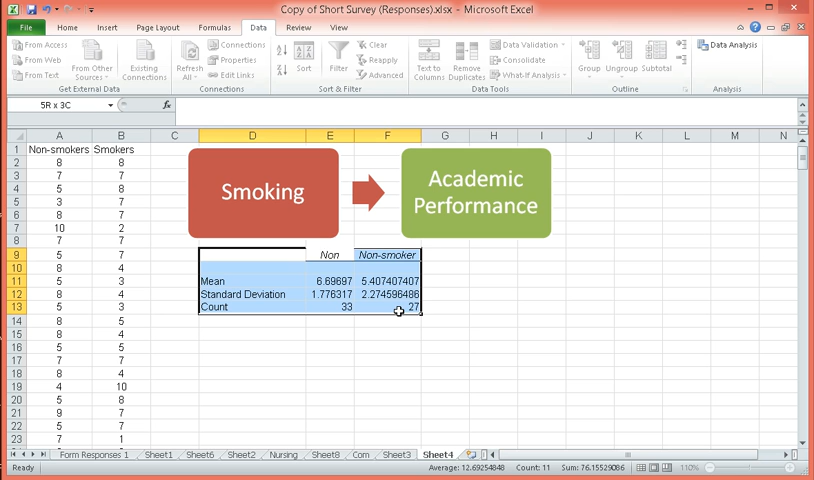 Copy of Short Survey (Responses).xlsx - Microsoft Excel
File Home Insert Page Layout Formulas Data Review View
From Access From Web From Text From Other Sources Existing Connections
Get External Data
Refresh All Connections Properties Edit Links
Connections
Sort Filter Clear Reapply Advanced
Sort & Filter
Text to Columns Remove Duplicates Data Validation Consolidate What-If Analysis
Data Tools
Group Ungroup Subtotal
Outline
Data Analysis
Analysis
5R x 3C fx
A B C D E F G H I J K L M N
1 Non-smokers Smokers
2 8 8
3 7 7
4 5 8
5 3 7
6 8 7
7 10 2
8 7 7
Smoking
Academic
Performance
9 5 7 Non Non-smoker
10 8 4
11 5 3 Mean 6.69697 5.407407407
12 8 4 Standard Deviation 1.776317 2.274596486
13 5 3 Count 33 27
14 8 5
15 8 4
16 5 5
17 7 7
18 8 4
19 4 10
20 5 8
21 9 7
22 5 7
23 7 1
Form Responses 1 Sheet1 Sheet6 Sheet2 Nursing Sheet8 Com Sheet3 Sheet4
Ready Average: 12.69254848 Count: 11 Sum: 76.15529086 110%